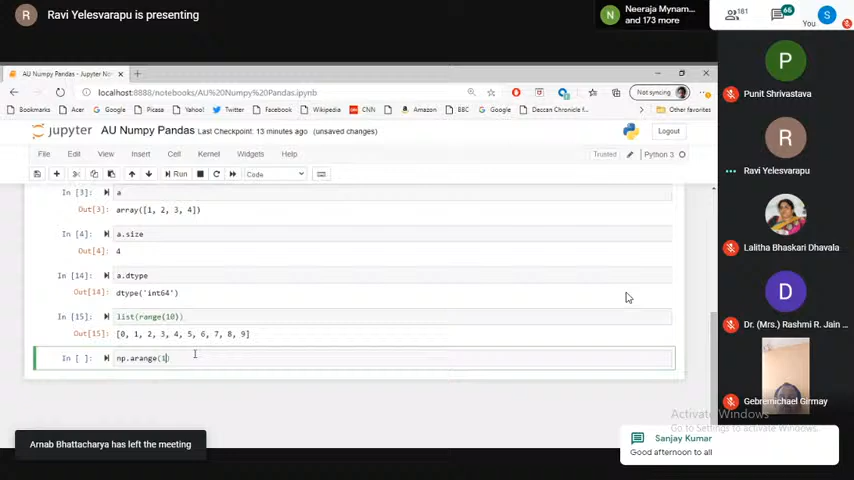 R Ravi Yelesvarapu is presenting
N Neeraja Mynam... and 173 more
181
66
You
S
AU Numpy Pandas - Jupyter No
localhost:8888/notebooks/AU%20Numpy%20Pandas.ipynb
Not syncing
Bookmarks Acer Google Picasa Yahoo! Twitter Facebook Wikipedia CNN Amazon BBC Google Deccan Chronicle f... Other favorites
jupyter AU Numpy Pandas Last Checkpoint: 13 minutes ago (unsaved changes)
Logout
File Edit View Insert Cell Kernel Widgets Help
Trusted Python 3
Run Code
In [3]: a
Out[3]: array([1, 2, 3, 4])
In [4]: a.size
Out[4]: 4
In [14]: a.dtype
Out[14]: dtype('int64')
In [15]: list(range(10))
Out[15]: [0, 1, 2, 3, 4, 5, 6, 7, 8, 9]
In [ ]: np.arange(1)
Arnab Bhattacharya has left the meeting
P
Punit Shrivastava
R
Ravi Yelesvarapu
Lalitha Bhaskari Dhavala
D
Dr. (Mrs.) Rashmi R. Jain ...
Gebremichael Girmay
Activate Windows
Go to Settings to activate Windows.
Sanjay Kumar
Good afternoon to all